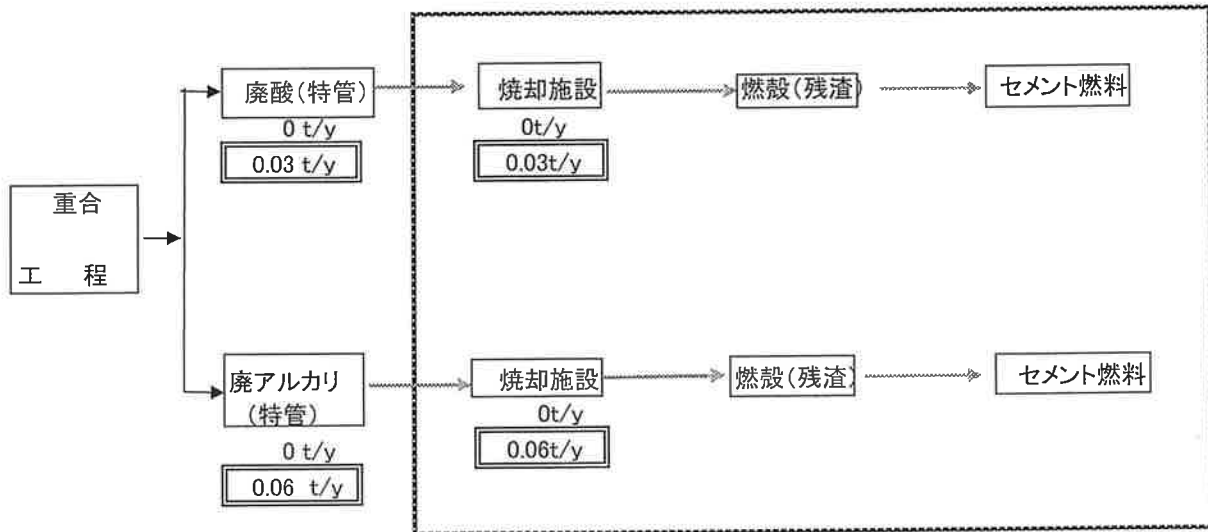 廃酸(特管)
焼却施設
燃殻(残渣)
セメント燃料
0 t/y
0t/y
0.03 t/y
0.03t/y
重合
工 程
廃アルカリ
(特管)
焼却施設
燃殻(残渣)
セメント燃料
0t/y
0 t/y
0.06t/y
0.06 t/y